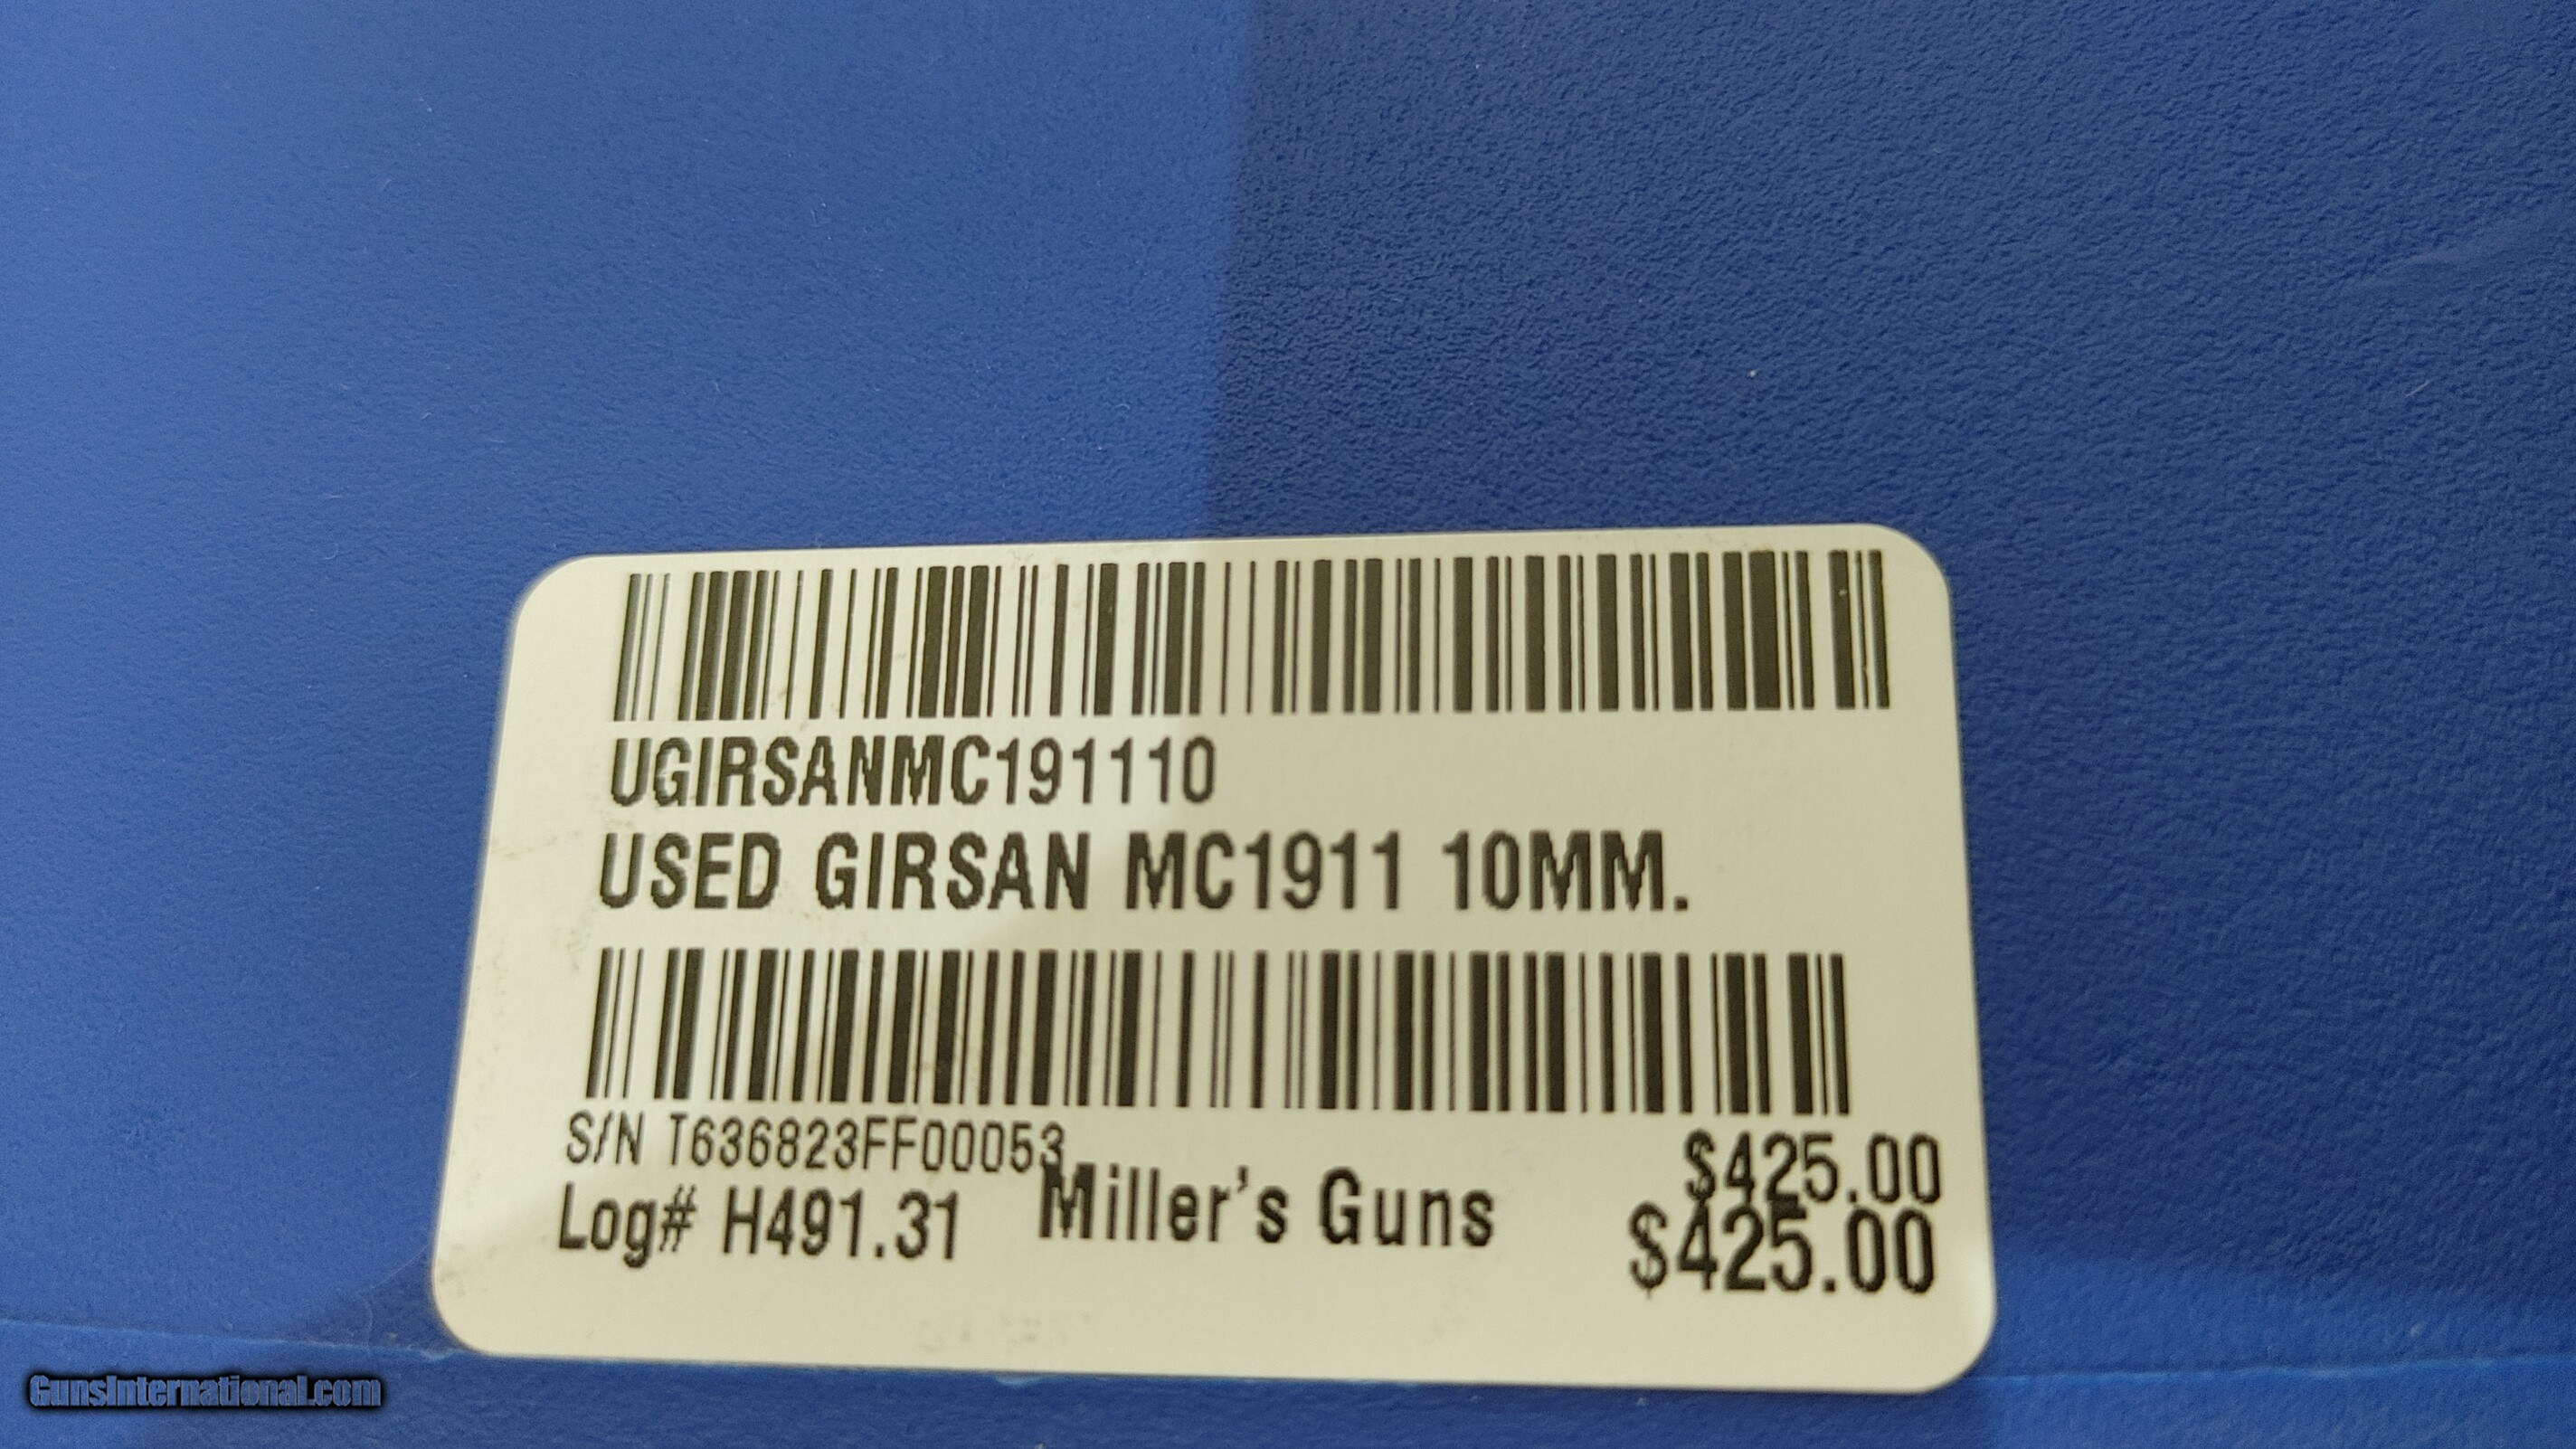 UGIRSANMC191110
USED GIRSAN MC1911 10MM.
S/N T636823FF00053
$425.00
Log# H491.31
Miller's Guns
$425.00
GunsInternational.com